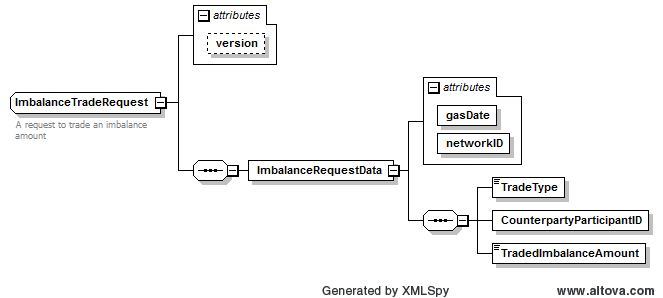 attributes
version
ImbalanceTradeRequest
A request to trade an imbalance
amount
attributes
gasDate
networkID
ImbalanceRequestData
TradeType
CounterpartyParticipantID
TradedImbalanceAmount
Generated by XMLSpy www.altova.com